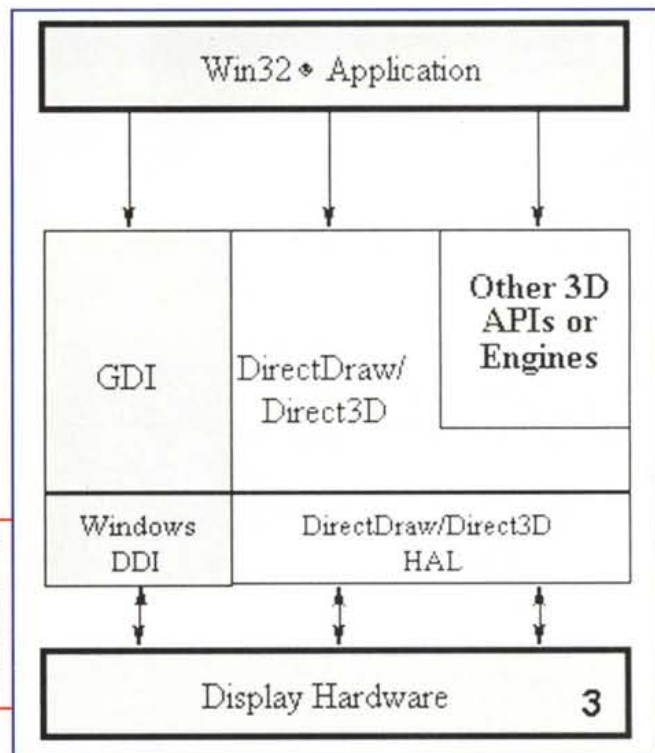 Win32 • Application
GDI
DirectDraw/
Direct3D
Other 3D
APIs or
Engines
Windows
DDI
DirectDraw/Direct3D
HAL
Display Hardware
3